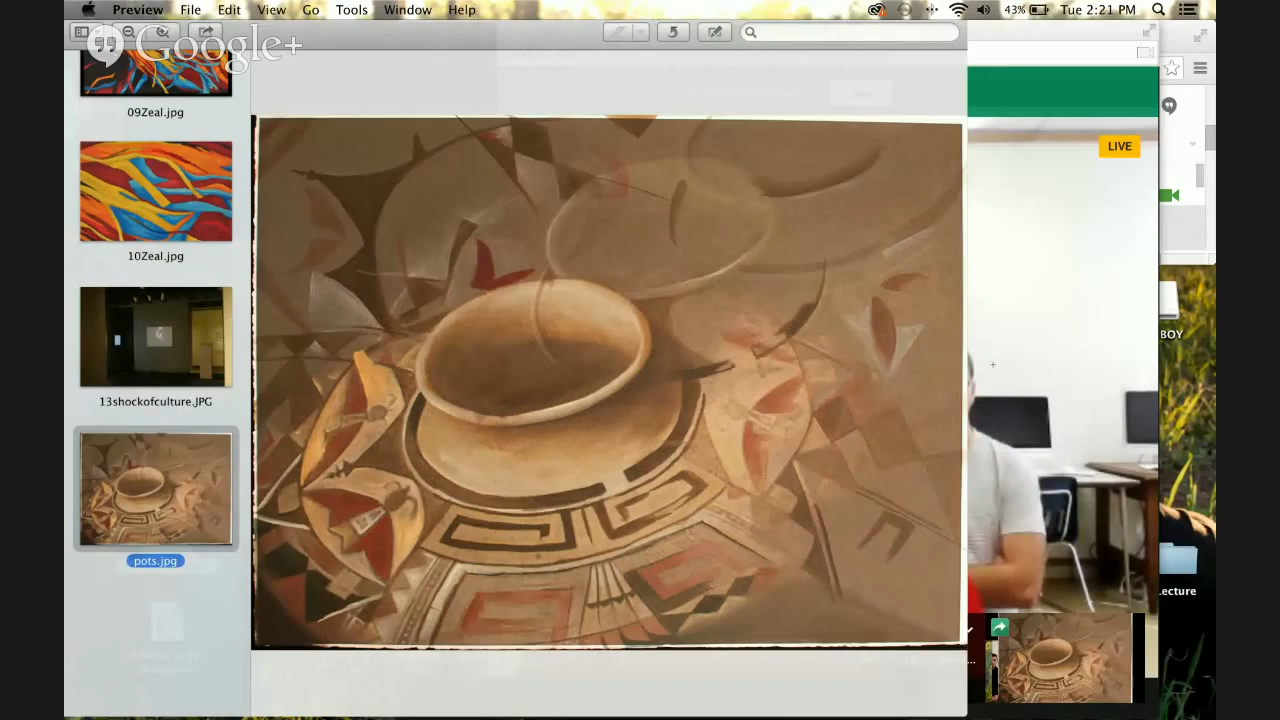 Preview File Edit View Go Tools Window Help
43% Tue 2:21 PM
Google+
09Zeal.jpg
LIVE
10Zeal.jpg
BOY
13shockofculture.JPG
pots.jpg
ecture